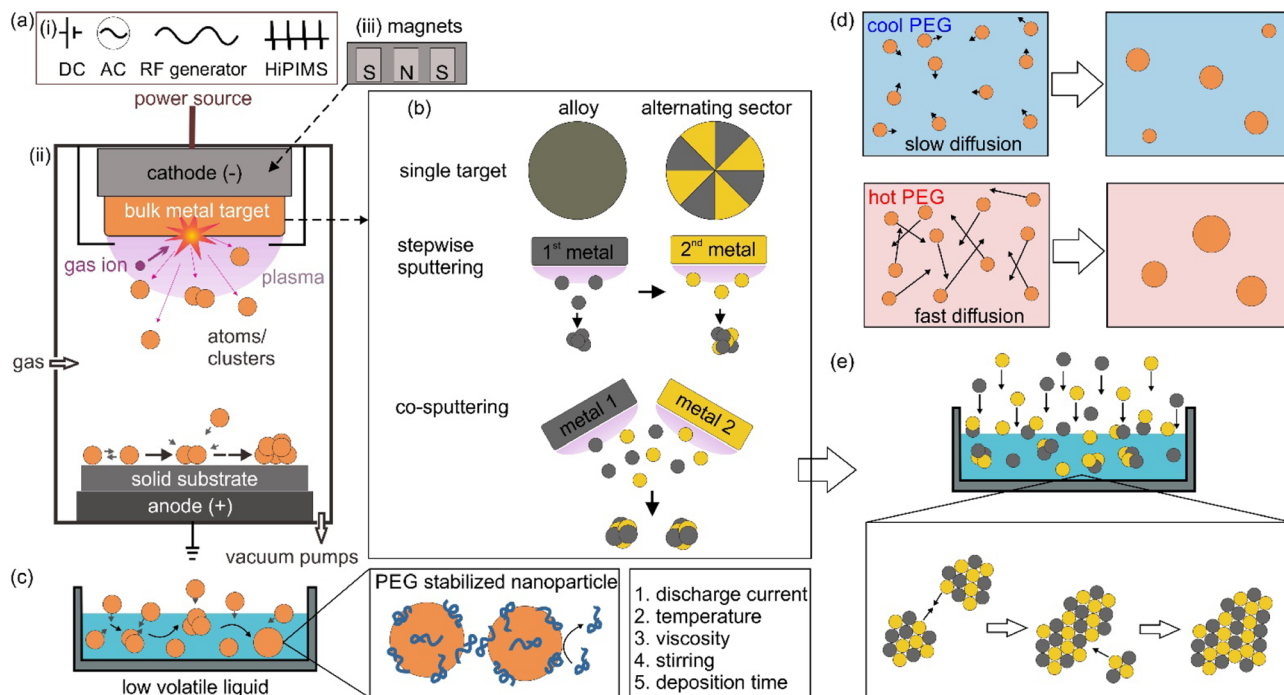 (a)
(i)
DC AC RF generator HiPIMS
power source
(iii) magnets
S N S
(ii)
cathode (-)
bulk metal target
gas ion
plasma
atoms/
clusters
gas
solid substrate
anode (+)
vacuum pumps
(b)
alloy alternating sector
single target
stepwise
sputtering
1st metal
2nd metal
co-sputtering
metal 1
metal 2
(c)
low volatile liquid
PEG stabilized nanoparticle
1. discharge current
2. temperature
3. viscosity
4. stirring
5. deposition time
(d)
cool PEG
slow diffusion
hot PEG
fast diffusion
(e)